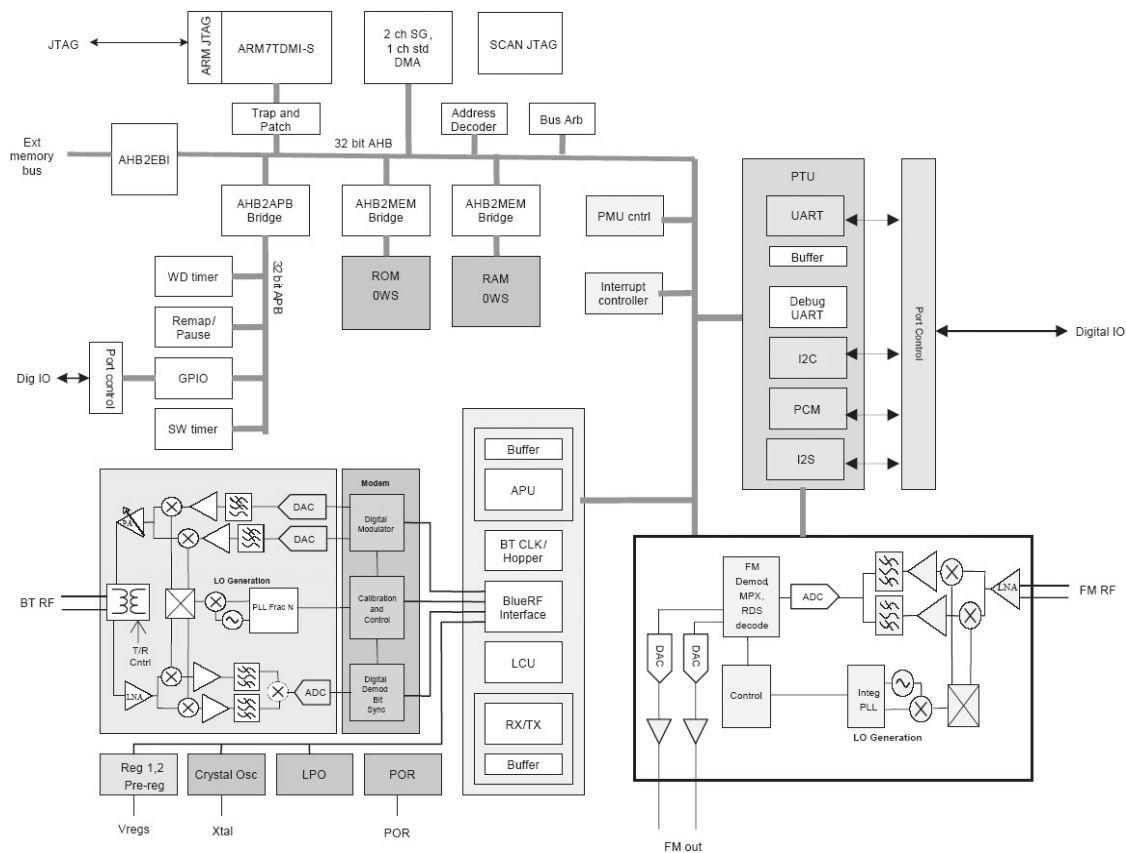 JTAG
ARM JTAG
ARM7TDMI-S
2 ch SG,
1 ch std
DMA
SCAN JTAG
Trap and
Patch
Address
Decoder
Bus Arb
32 bit AHB
Ext
memory
bus
AHB2EBI
AHB2APB
Bridge
AHB2MEM
Bridge
AHB2MEM
Bridge
PMU cntrl
PTU
UART
Buffer
Debug
UART
I2C
PCM
I2S
Port Control
Digital IO
32 bit APB
WD timer
ROM
0WS
RAM
0WS
Interrupt
controller
Remap/
Pause
Dig IO
Port control
GPIO
SW timer
Buffer
APU
BT CLK/
Hopper
BlueRF
Interface
LCU
RX/TX
Buffer
Modem
PA
DAC
DAC
Digital
Modulator
LO Generation
PLL Frac N
Calibration
and
Control
BT RF
T/R
Cntrl
LNA
ADC
Digital
Demod
Bit
Sync
Reg 1,2
Pre-reg
Crystal Osc
LPO
POR
Vregs
Xtal
POR
FM
Demod,
MPX,
RDS
decode
ADC
LNA
FM RF
DAC
DAC
Control
Integ
PLL
LO Generation
FM out